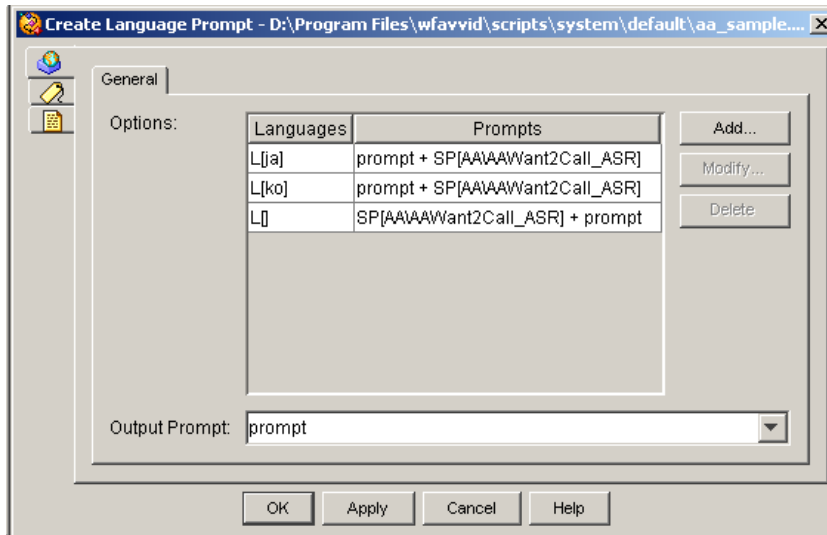 Create Language Prompt - D:\Program Files\wfavvid\scripts\system\default\aa_sample....
General
Options:
Languages Prompts
L[ja] prompt + SP[AA\AAWant2Call_ASR]
L[ko] prompt + SP[AA\AAWant2Call_ASR]
L[] SP[AA\AAWant2Call_ASR] + prompt
Add...
Modify...
Delete
Output Prompt: prompt
OK Apply Cancel Help